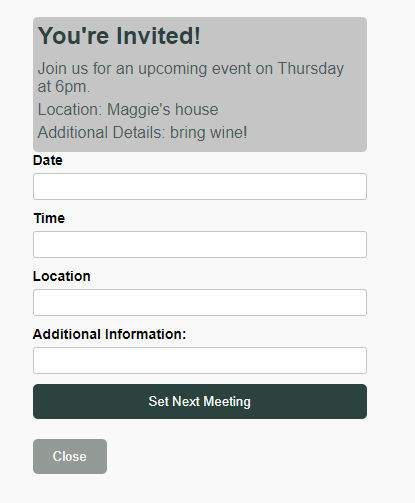 You're Invited!
Join us for an upcoming event on Thursday
at 6pm.
Location: Maggie's house
Additional Details: bring wine!
Date
Time
Location
Additional Information:
Set Next Meeting
Close